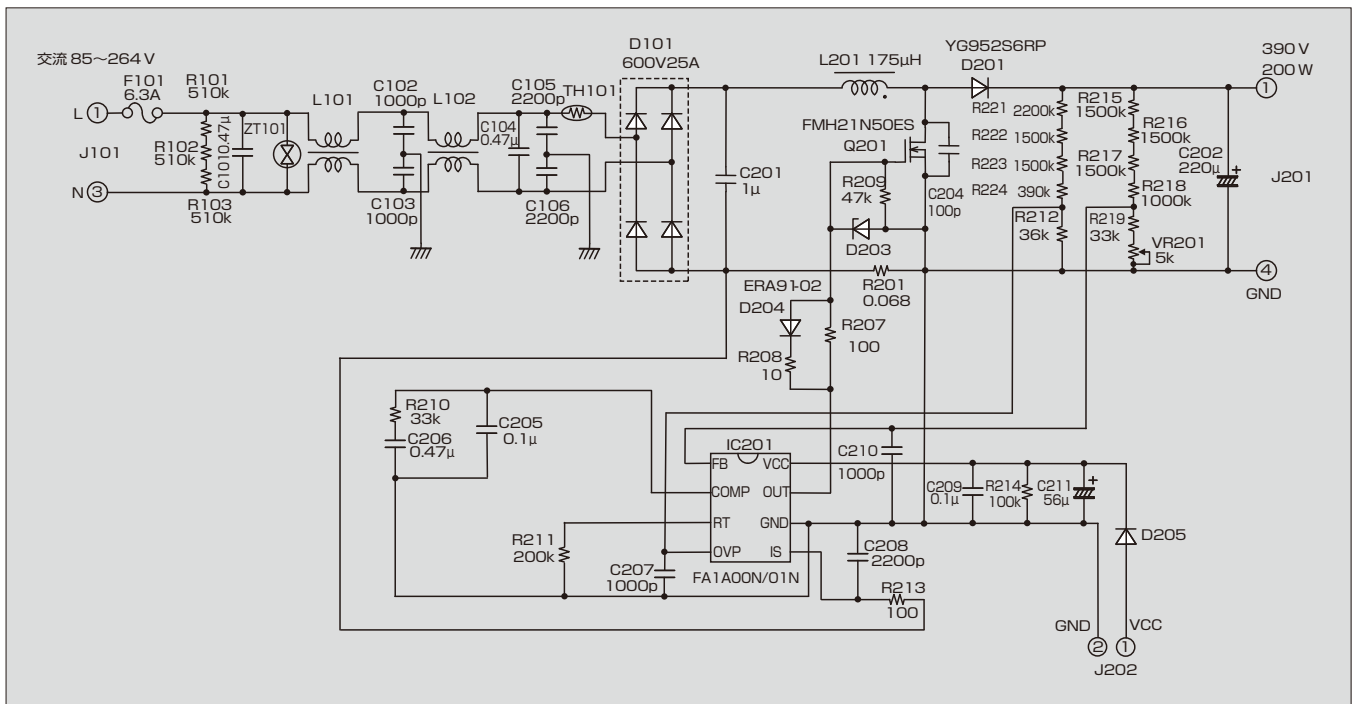 交流 85〜264 V
F101
6.3A
L
①
J101
N
③
R101
510k
R102
510k
R103
510k
C101 0.47μ
ZT101
L101
C102
1000p
C103
1000p
L102
C104
0.47μ
C105
2200p
C106
2200p
TH101
D101
600V25A
C201
1μ
L201 175μH
YG952S6RP
D201
FMH21N50ES
Q201
R209
47k
D203
C204
100p
R201
0.068
R221
2200k
R222
1500k
R223
1500k
R224
390k
R212
36k
R215
1500k
R216
1500k
R217
1500k
R218
1000k
R219
33k
VR201
5k
C202
220μ
+
390 V
200 W
①
J201
④
GND
ERA91-02
D204
R208
10
R207
100
R210
33k
C206
0.47μ
C205
0.1μ
R211
200k
C207
1000p
IC201
FB
VCC
COMP
OUT
RT
GND
OVP
IS
FA1A00N/01N
C210
1000p
C208
2200p
R213
100
C209
0.1μ
R214
100k
C211
56μ
+
D205
GND
VCC
②
①
J202